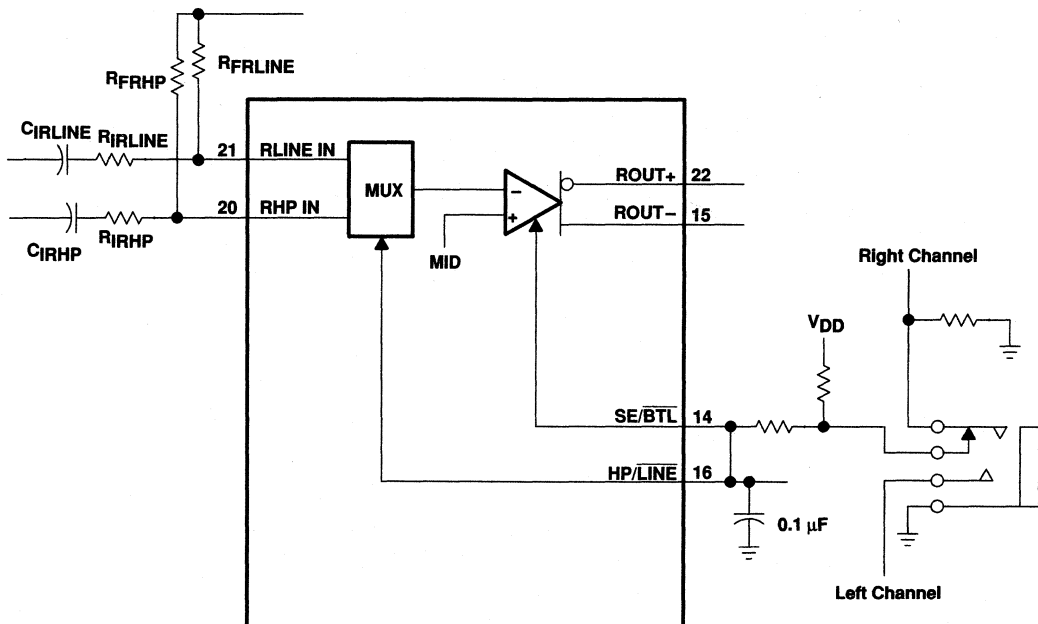 RFRHP
RFRLINE
CIRLINE
RIRLINE
21 RLINE IN
MUX
ROUT+ 22
20 RHP IN
ROUT− 15
RIRHP
CIRHP
−
+
MID
Right Channel
VDD
SE/BTL 14
HP/LINE 16
0.1 μF
Left Channel